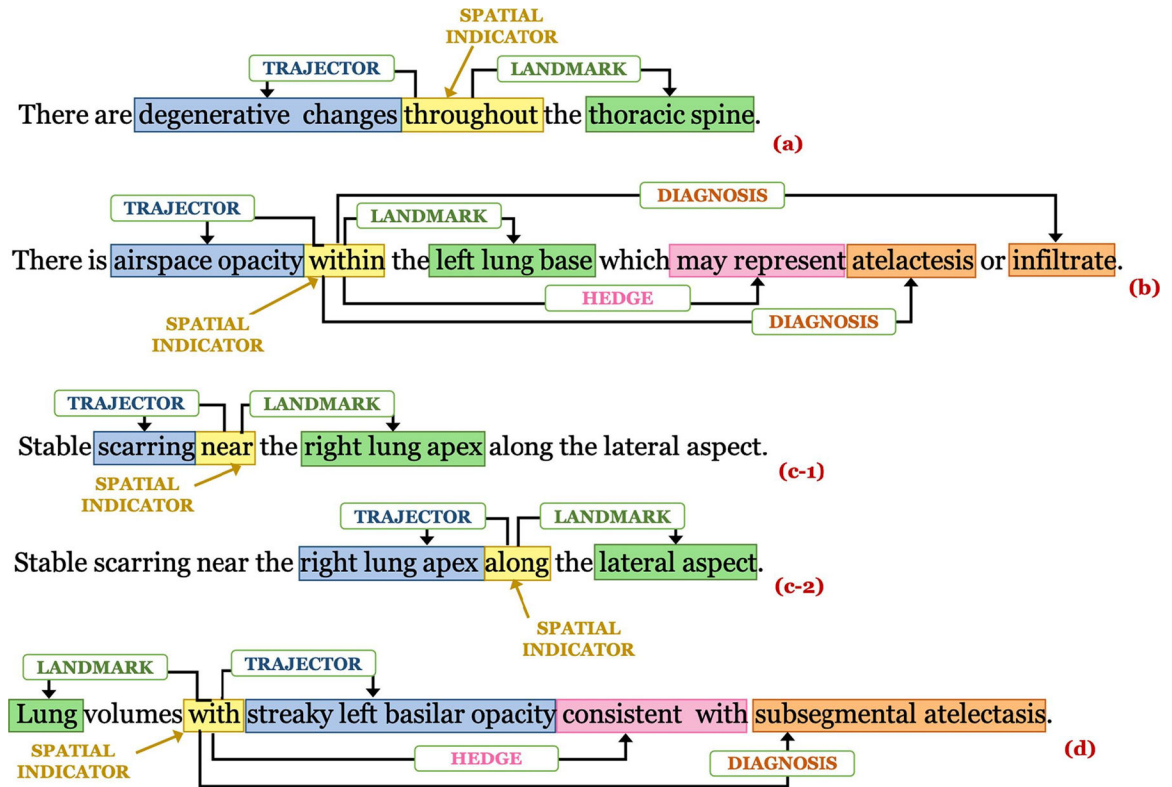 SPATIAL
INDICATOR
TRAJECTOR LANDMARK
There are degenerative changes throughout the thoracic spine.
(a)
DIAGNOSIS
TRAJECTOR LANDMARK
There is airspace opacity within the left lung base which may represent atelactesis or infiltrate.
(b)
HEDGE
SPATIAL
INDICATOR
DIAGNOSIS
TRAJECTOR LANDMARK
Stable scarring near the right lung apex along the lateral aspect.
(c-1)
SPATIAL
INDICATOR
TRAJECTOR LANDMARK
Stable scarring near the right lung apex along the lateral aspect.
(c-2)
SPATIAL
INDICATOR
LANDMARK TRAJECTOR
Lung volumes with streaky left basilar opacity consistent with subsegmental atelectasis.
SPATIAL
INDICATOR
HEDGE DIAGNOSIS
(d)